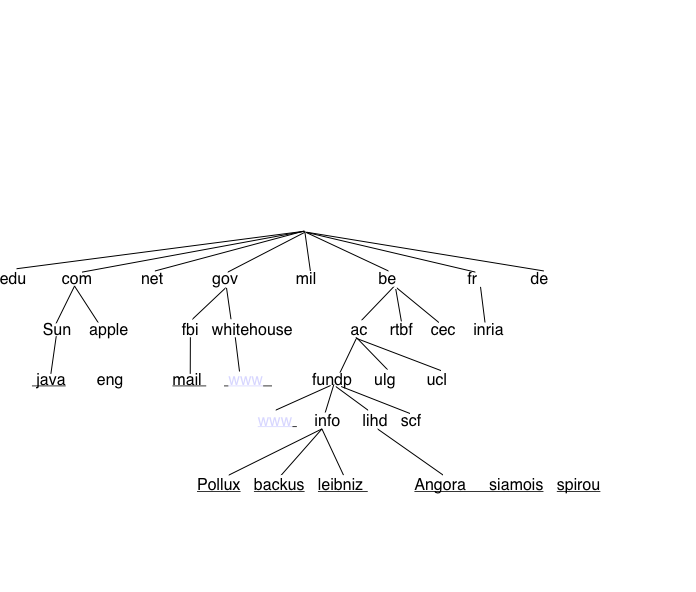 edu com net gov mil be fr de
Sun apple fbi whitehouse ac rtbf cec inria
java eng mail www fundp ulg ucl
www info lihd scf
Pollux backus leibniz Angora siamois spirou